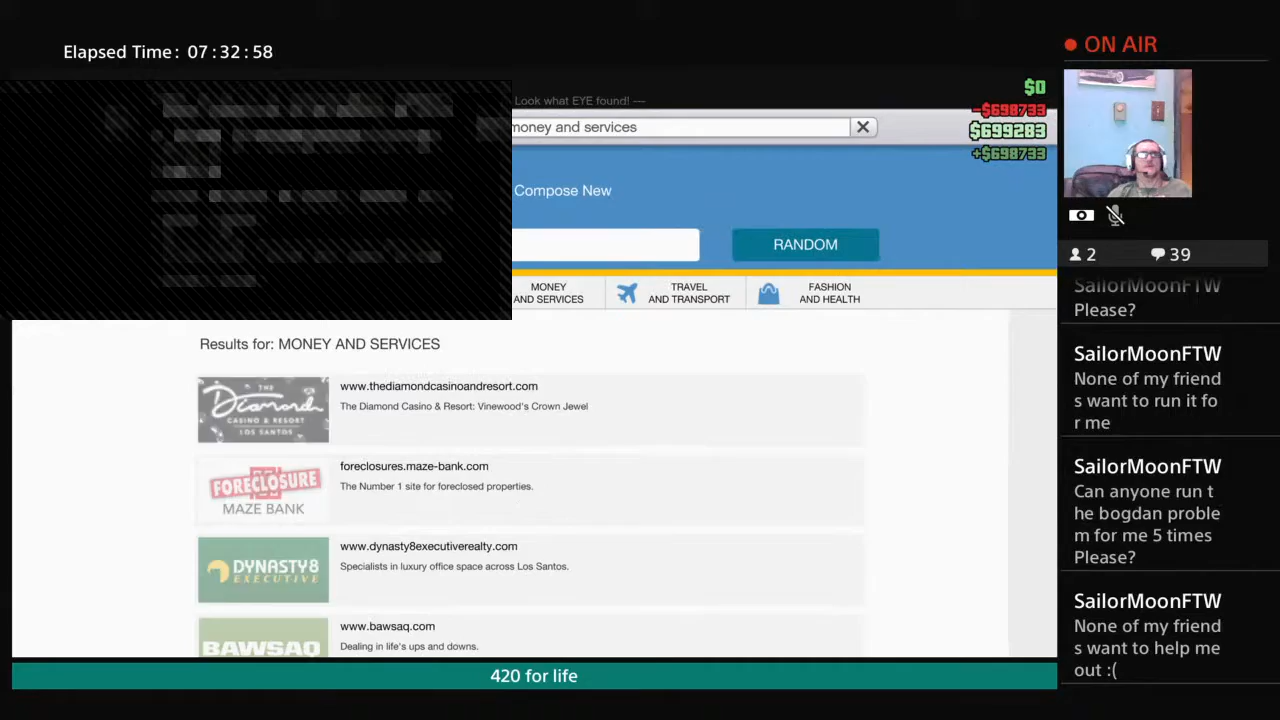 Elapsed Time: 07:32:58
ON AIR
Look what EYE found! ---
money and services
$0
-$698733
$699283
+$698733
Compose New
RANDOM
MONEY
AND SERVICES
TRAVEL
AND TRANSPORT
FASHION
AND HEALTH
Results for: MONEY AND SERVICES
THE
Diamond
CASINO & RESORT
LOS SANTOS
www.thediamondcasinoandresort.com
The Diamond Casino & Resort: Vinewood's Crown Jewel
FORECLOSURE
MAZE BANK
foreclosures.maze-bank.com
The Number 1 site for foreclosed properties.
DYNASTY8
EXECUTIVE
www.dynasty8executiverealty.com
Specialists in luxury office space across Los Santos.
BAWSAQ
www.bawsaq.com
Dealing in life's ups and downs.
420 for life
2
39
SailorMoonFTW
Please?
SailorMoonFTW
None of my friend
s want to run it fo
r me
SailorMoonFTW
Can anyone run t
he bogdan proble
m for me 5 times
Please?
SailorMoonFTW
None of my friend
s want to help me
out :(